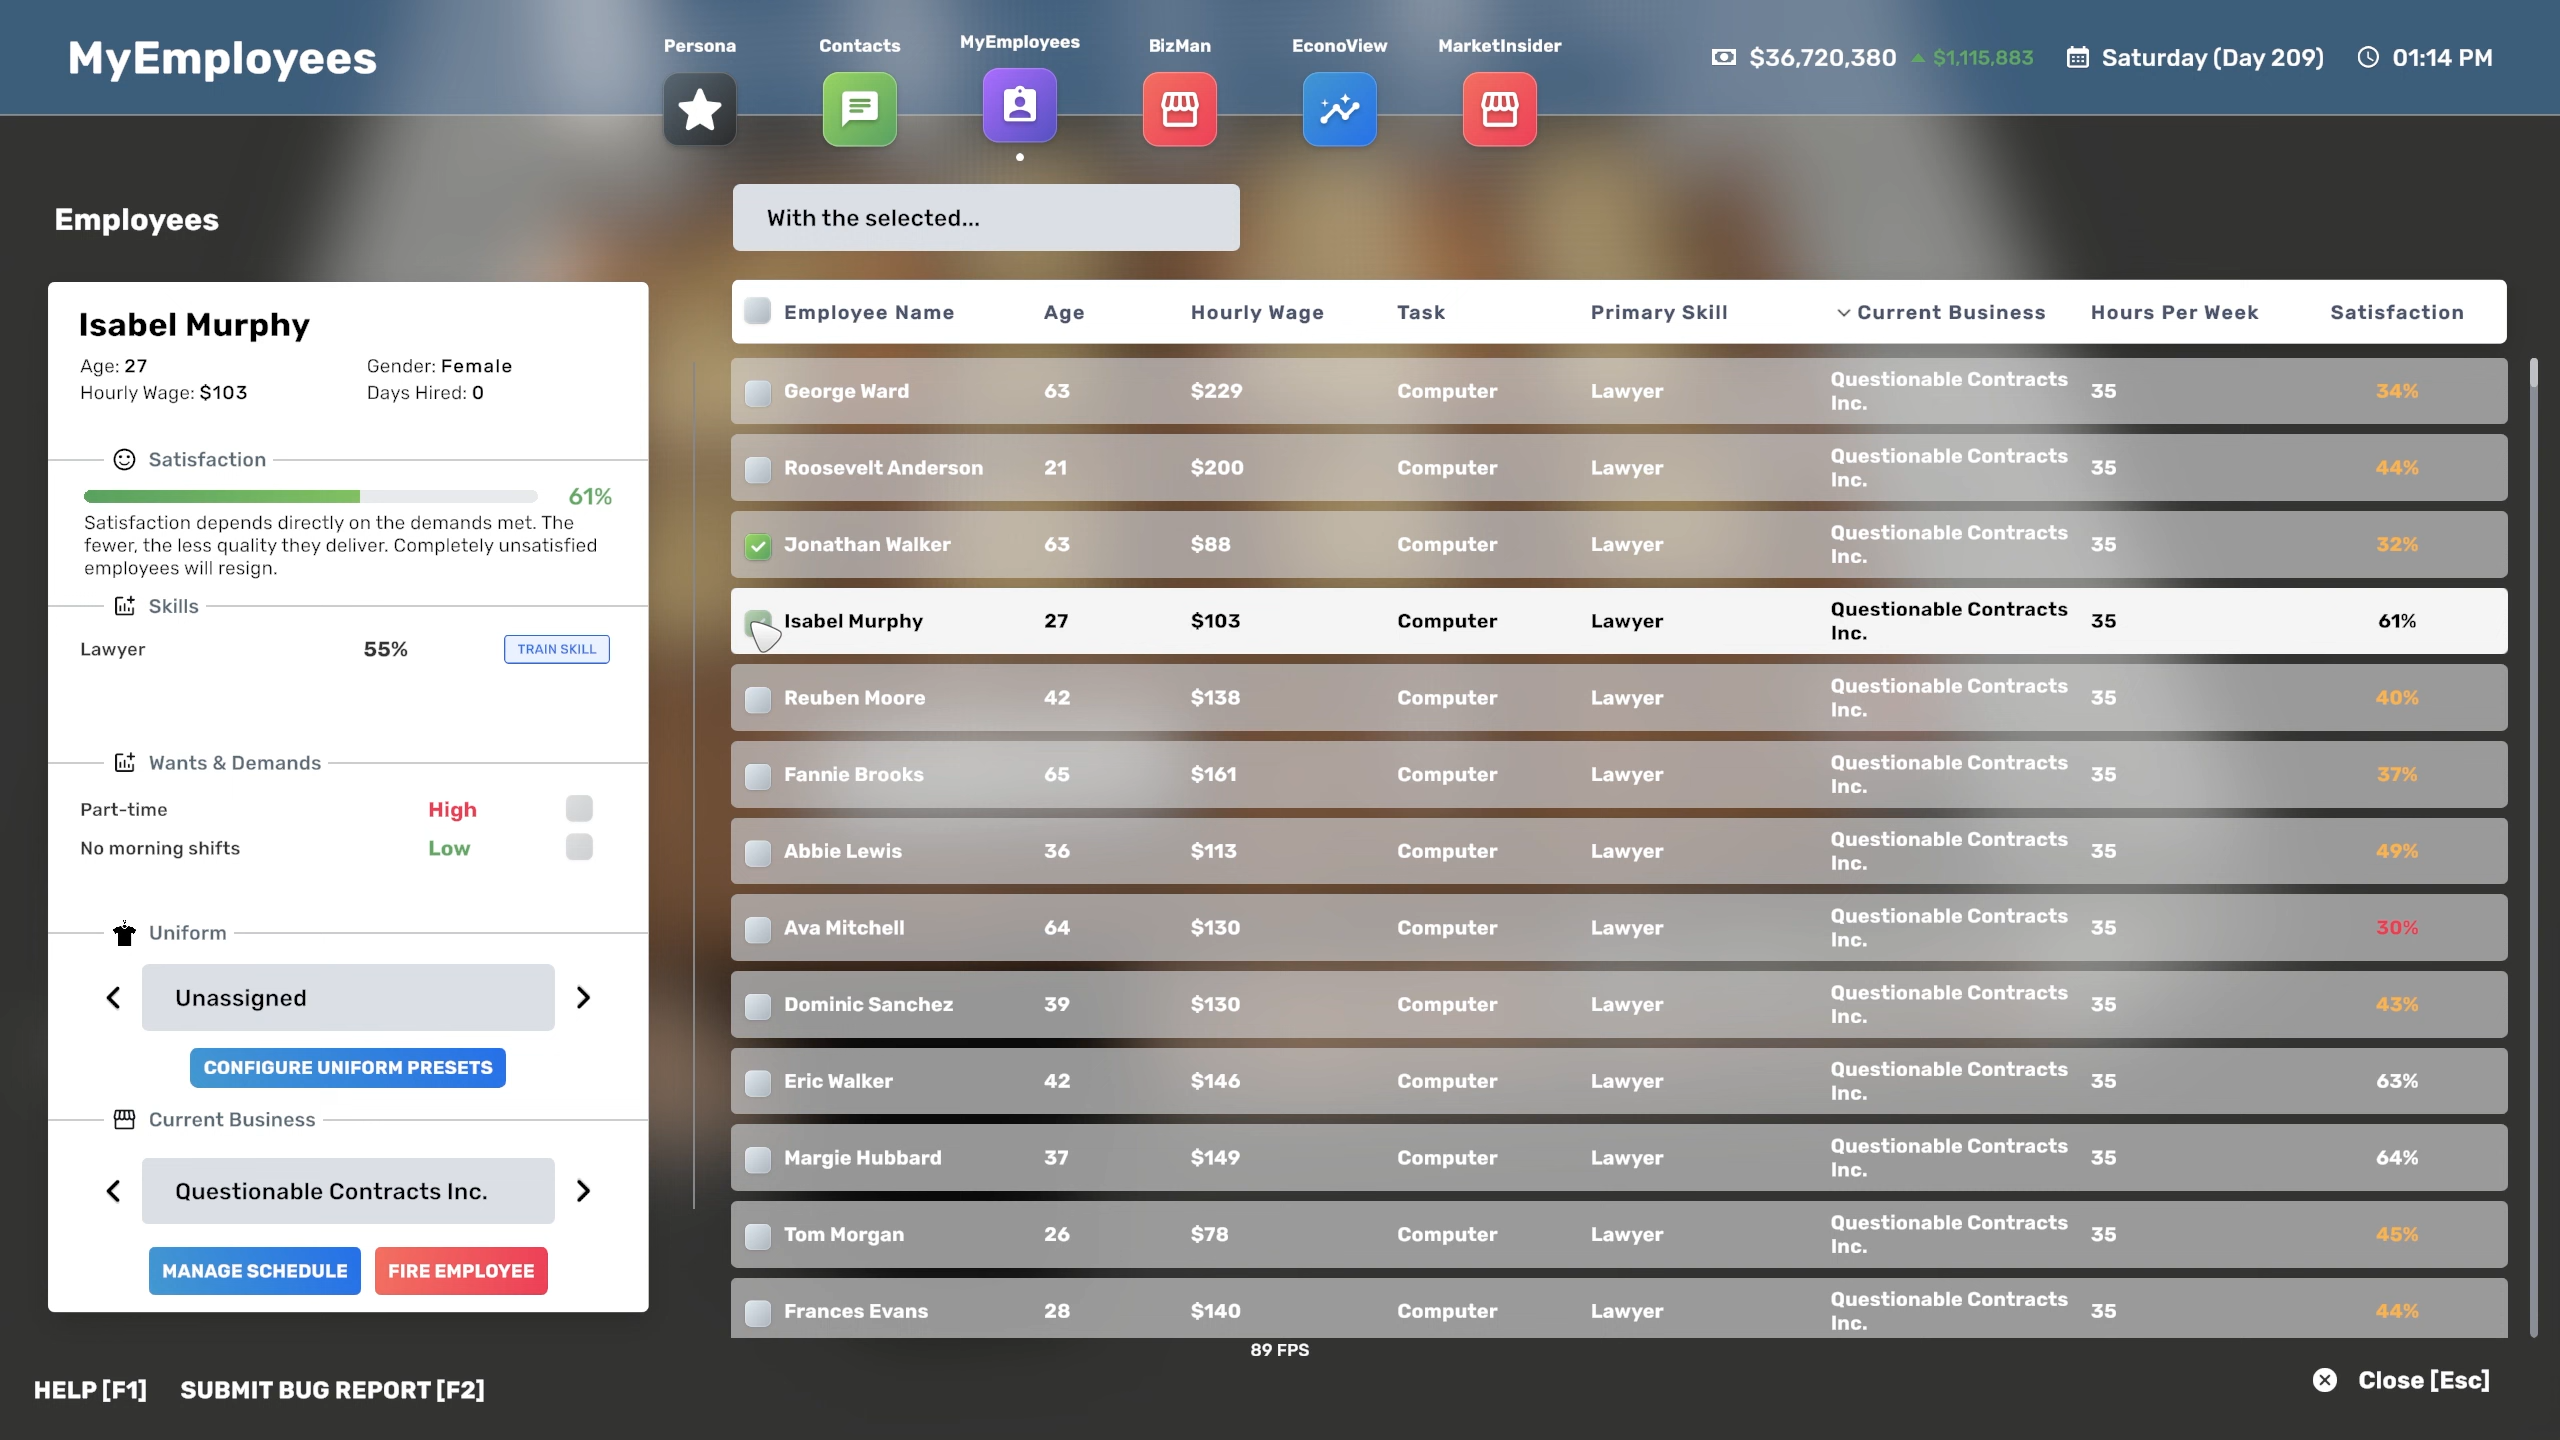 MyEmployees
Persona
Contacts
MyEmployees
BizMan
EconoView
MarketInsider
$36,720,380
$1,115,883
Saturday (Day 209)
01:14 PM
Employees
With the selected...
Isabel Murphy
Age: 27
Gender: Female
Hourly Wage: $103
Days Hired: 0
Satisfaction
61%
Satisfaction depends directly on the demands met. The
fewer, the less quality they deliver. Completely unsatisfied
employees will resign.
Skills
Lawyer 55% TRAIN SKILL
Wants & Demands
Part-time High
No morning shifts Low
Uniform
Unassigned
CONFIGURE UNIFORM PRESETS
Current Business
Questionable Contracts Inc.
MANAGE SCHEDULE
FIRE EMPLOYEE
Employee Name Age Hourly Wage Task Primary Skill Current Business Hours Per Week Satisfaction
George Ward 63 $229 Computer Lawyer Questionable Contracts Inc. 35 34%
Roosevelt Anderson 21 $200 Computer Lawyer Questionable Contracts Inc. 35 44%
Jonathan Walker 63 $88 Computer Lawyer Questionable Contracts Inc. 35 32%
Isabel Murphy 27 $103 Computer Lawyer Questionable Contracts Inc. 35 61%
Reuben Moore 42 $138 Computer Lawyer Questionable Contracts Inc. 35 40%
Fannie Brooks 65 $161 Computer Lawyer Questionable Contracts Inc. 35 37%
Abbie Lewis 36 $113 Computer Lawyer Questionable Contracts Inc. 35 49%
Ava Mitchell 64 $130 Computer Lawyer Questionable Contracts Inc. 35 30%
Dominic Sanchez 39 $130 Computer Lawyer Questionable Contracts Inc. 35 43%
Eric Walker 42 $146 Computer Lawyer Questionable Contracts Inc. 35 63%
Margie Hubbard 37 $149 Computer Lawyer Questionable Contracts Inc. 35 64%
Tom Morgan 26 $78 Computer Lawyer Questionable Contracts Inc. 35 45%
Frances Evans 28 $140 Computer Lawyer Questionable Contracts Inc. 35 44%
89 FPS
HELP [F1]
SUBMIT BUG REPORT [F2]
Close [Esc]